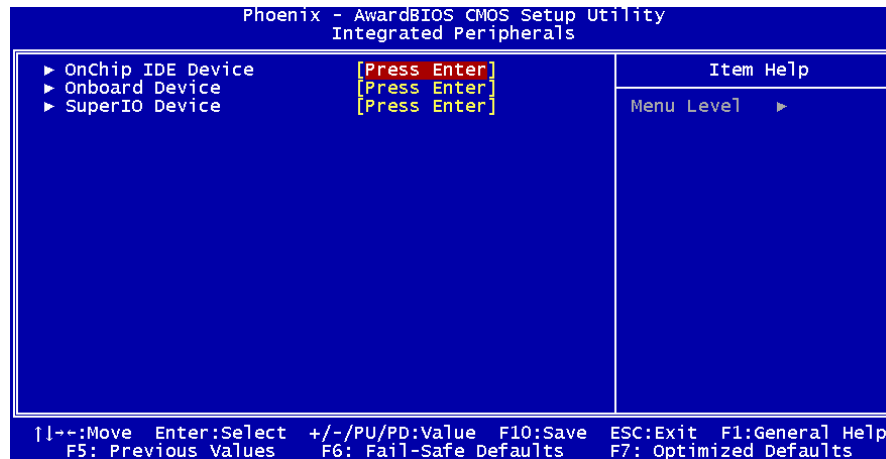 Phoenix - AwardBIOS CMOS Setup Utility
Integrated Peripherals
► OnChip IDE Device [Press Enter]
► Onboard Device [Press Enter]
► SuperIO Device [Press Enter]
Item Help
Menu Level ►
↑↓→←:Move Enter:Select +/-/PU/PD:Value F10:Save ESC:Exit F1:General Help
F5: Previous Values F6: Fail-Safe Defaults F7: Optimized Defaults